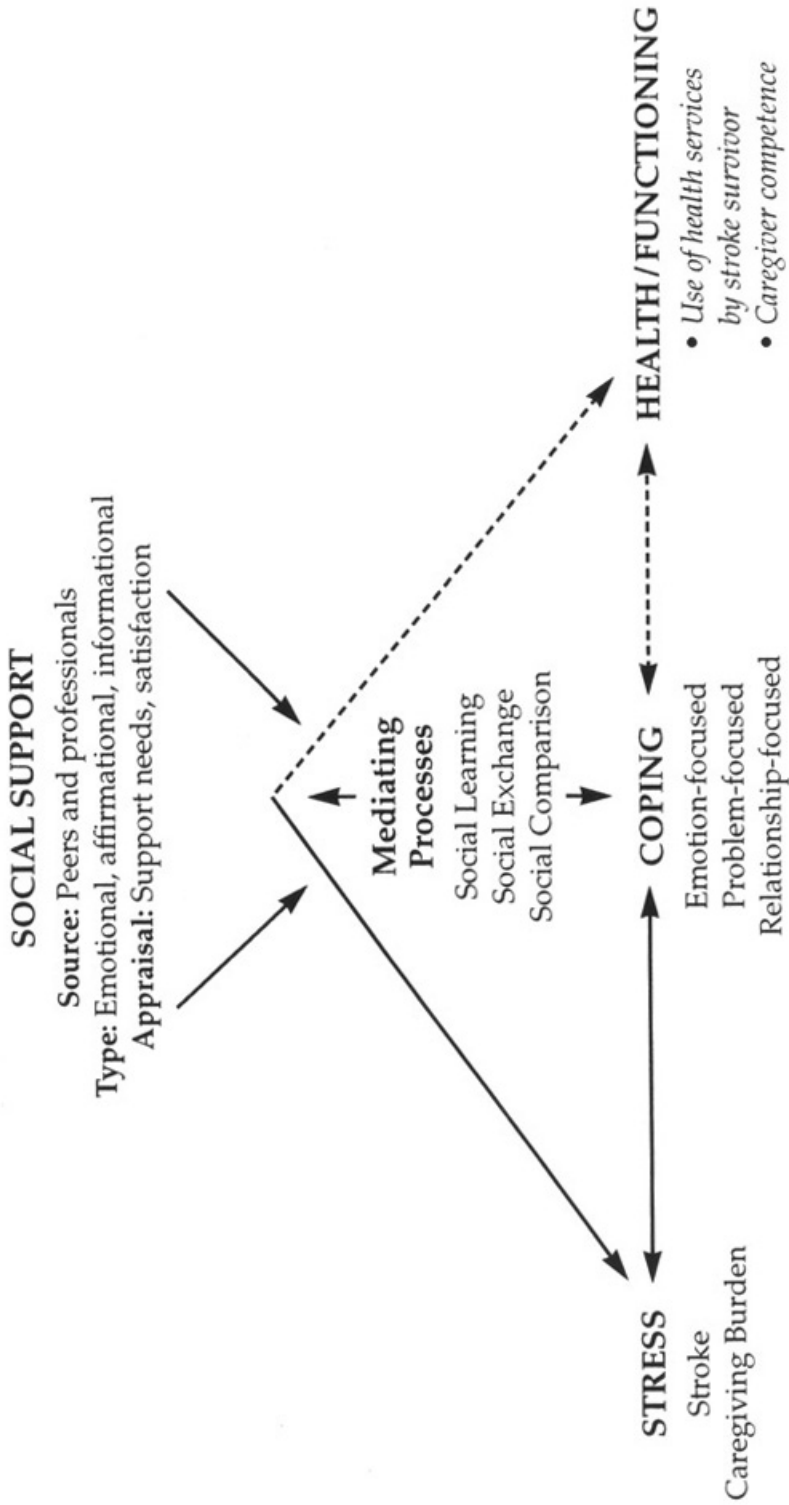 SOCIAL SUPPORT
Source: Peers and professionals
Type: Emotional, affirmational, informational
Appraisal: Support needs, satisfaction
Mediating
Processes
Social Learning
Social Exchange
Social Comparison
STRESS
Stroke
Caregiving Burden
COPING
Emotion-focused
Problem-focused
Relationship-focused
HEALTH/FUNCTIONING
• Use of health services
by stroke survivor
• Caregiver competence